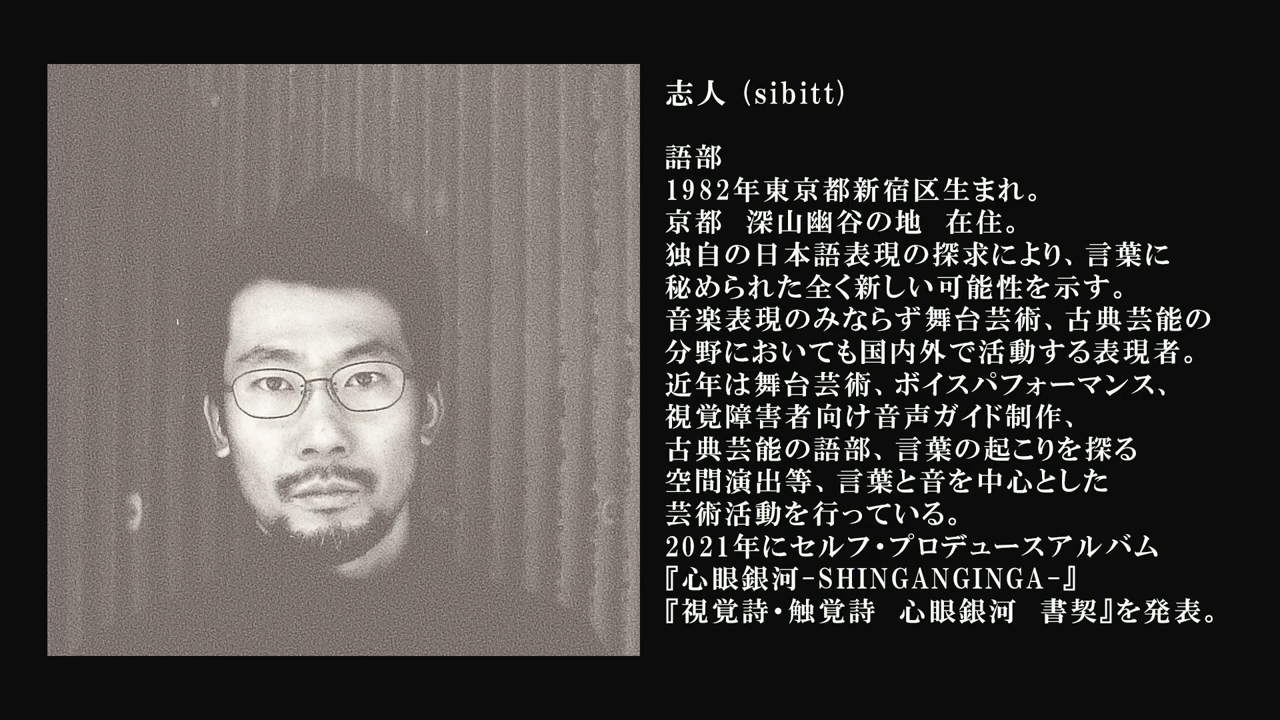 志人（sibitt）
語部
1982年東京都新宿区生まれ。
京都　深山幽谷の地　在住。
独自の日本語表現の探求により、言葉に
秘められた全く新しい可能性を示す。
音楽表現のみならず舞台芸術、古典芸能の
分野においても国内外で活動する表現者。
近年は舞台芸術、ボイスパフォーマンス、
視覚障害者向け音声ガイド制作、
古典芸能の語部、言葉の起こりを探る
空間演出等、言葉と音を中心とした
芸術活動を行っている。
2021年にセルフ・プロデュースアルバム
『心眼銀河-SHINGANGINGA-』
『視覚詩・触覚詩　心眼銀河　書契』を発表。